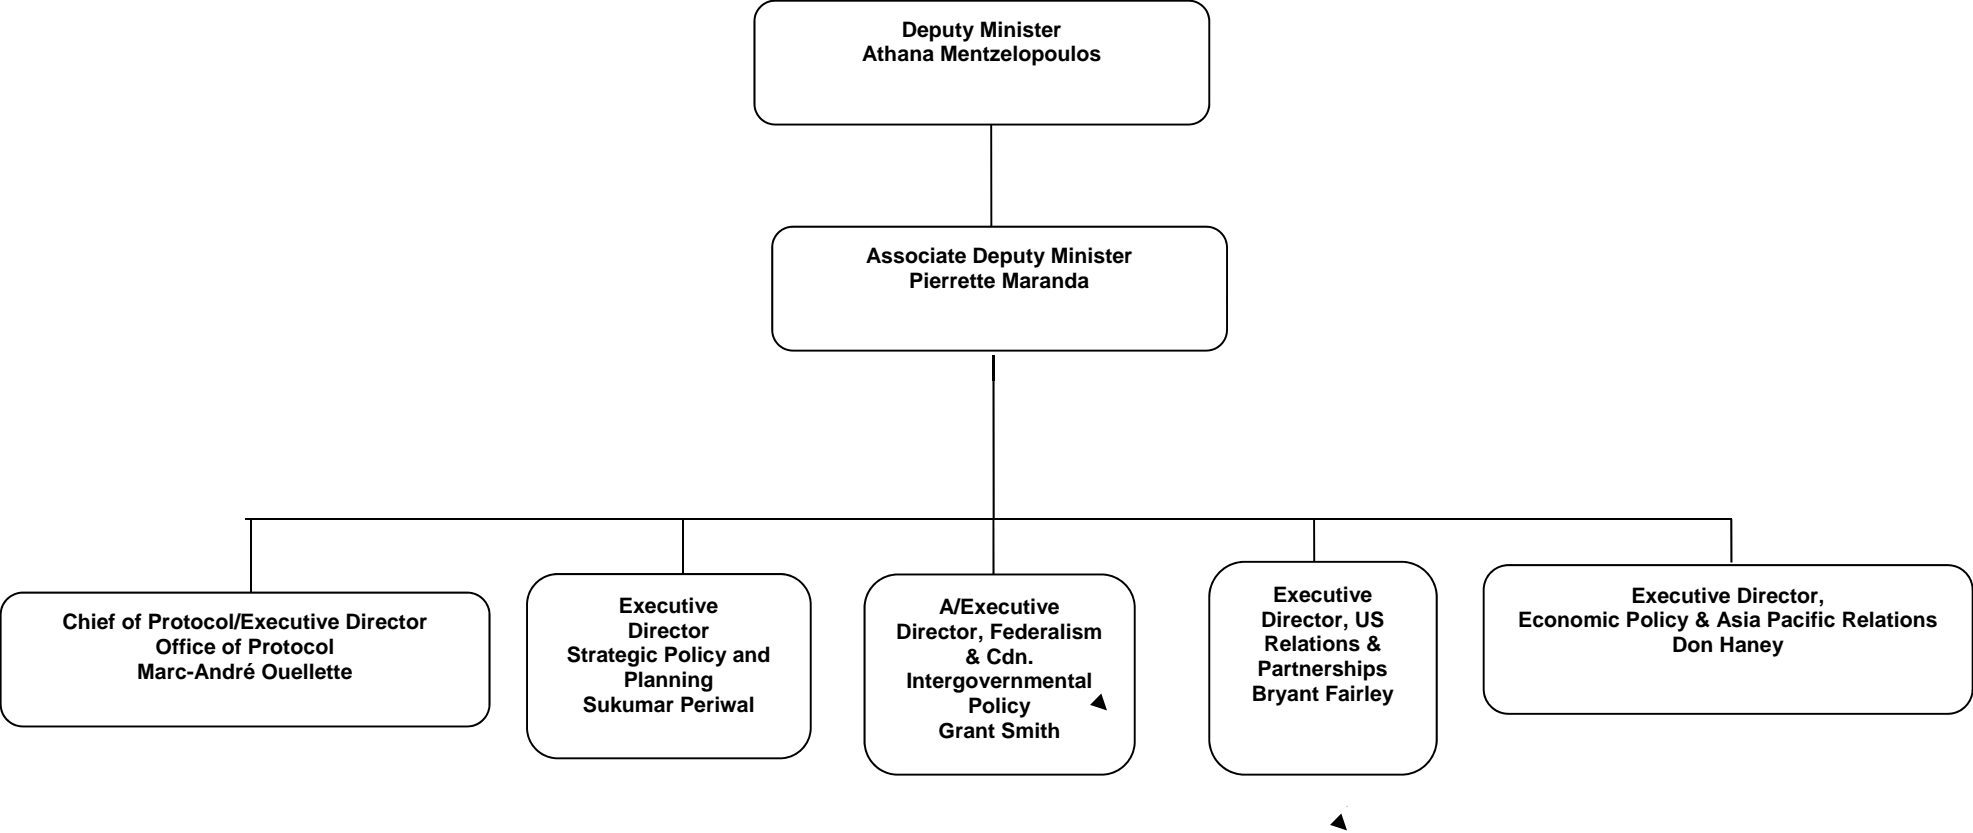 Deputy Minister
Athana Mentzelopoulos
Associate Deputy Minister
Pierrette Maranda
Chief of Protocol/Executive Director
Office of Protocol
Marc-André Ouellette
Executive
Director
Strategic Policy and
Planning
Sukumar Periwal
A/Executive
Director, Federalism
& Cdn.
Intergovernmental
Policy
Grant Smith
Executive
Director, US
Relations &
Partnerships
Bryant Fairley
Executive Director,
Economic Policy & Asia Pacific Relations
Don Haney